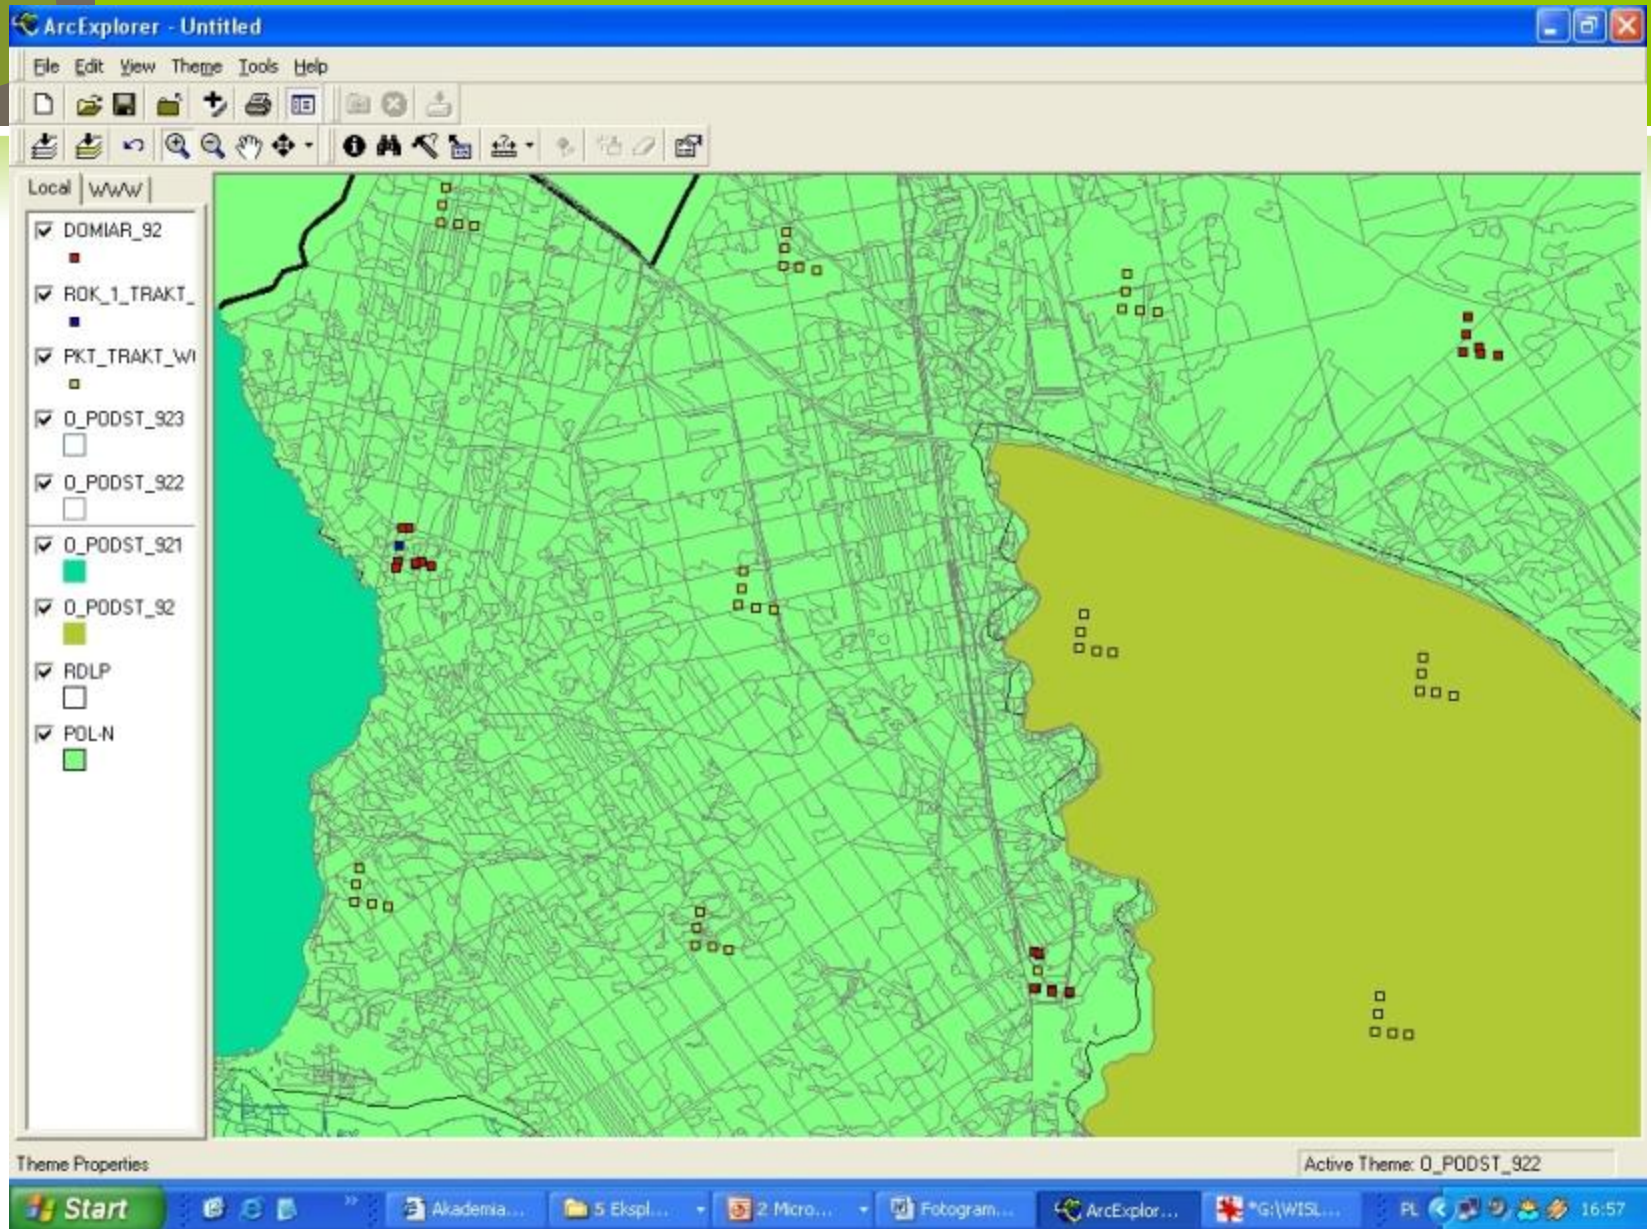 ArcExplorer - Untitled
File Edit View Theme Tools Help
Local WWW
DOMIAR_92
ROK_1_TRAKT_
PKT_TRAKT_W
O_PODST_923
O_PODST_922
O_PODST_921
O_PODST_92
RDLP
POL-N
Theme Properties
Active Theme: O_PODST_922
Start » Akademia... 5 Ekspl... 2 Micro... Fotogram... ArcExplor... *G:\WISL... PL 16:57